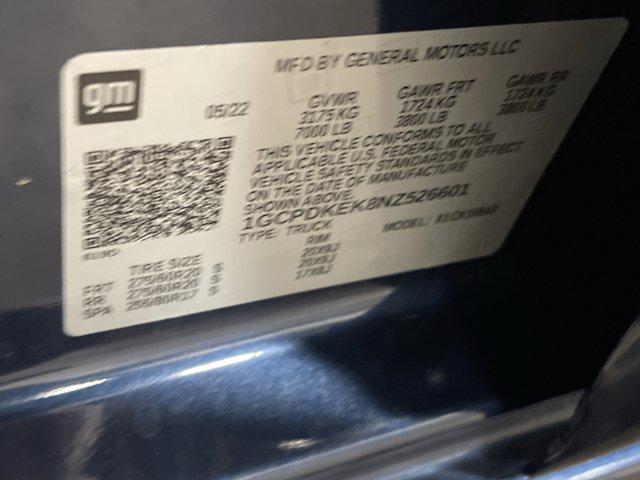 MFD BY GENERAL MOTORS LLC
gm
05/22
GVWR
3175 KG
7000 LB
GAWR FRT
1724 KG
3800 LB
GAWR RR
1724 KG
3800 LB
THIS VEHICLE CONFORMS TO ALL
APPLICABLE U.S. FEDERAL MOTOR
VEHICLE SAFETY STANDARDS IN EFFECT
ON THE DATE OF MANUFACTURE
1GCPDKEK8NZ526601
TYPE: TRUCK
MODEL:
TIRE SIZE
RIM
FRT 275/60R20 S 20X9J
RR 275/60R20 S 20X9J
SPA 255/80R17 S 17X8J